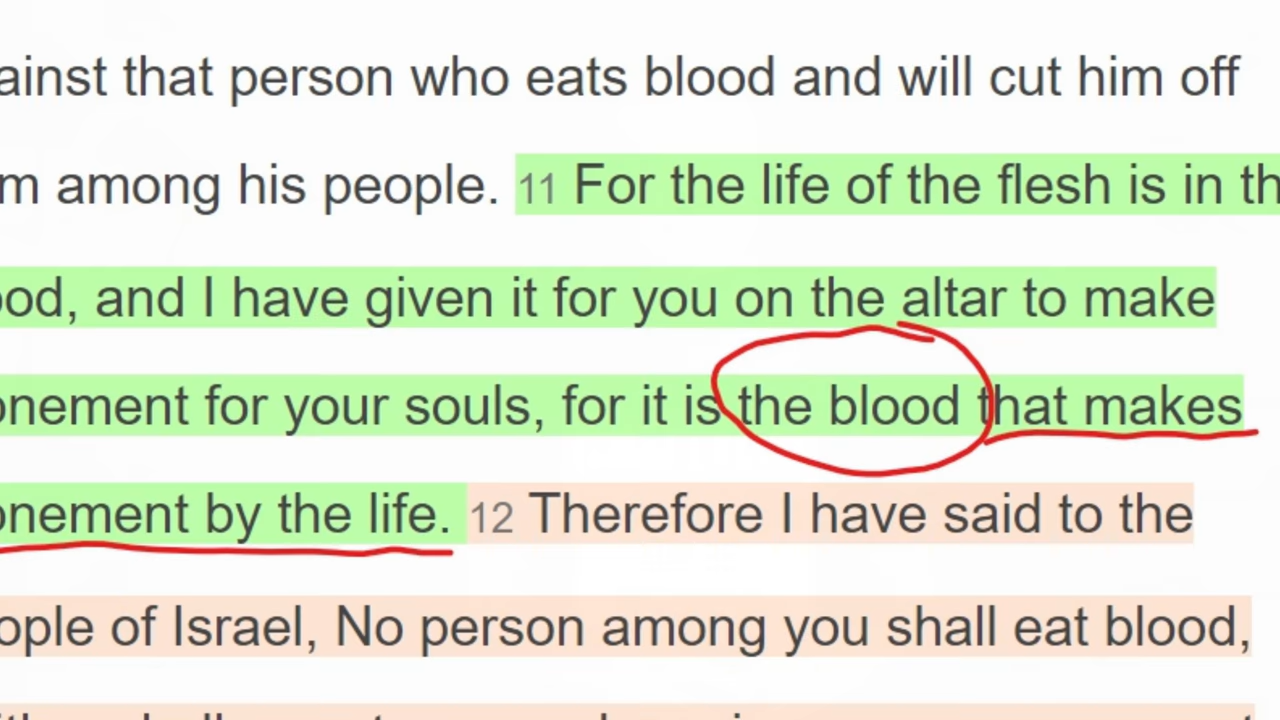 ainst that person who eats blood and will cut him off
m among his people. 11 For the life of the flesh is in th
ood, and I have given it for you on the altar to make
onement for your souls, for it is the blood that makes
onement by the life. 12 Therefore I have said to the
ople of Israel, No person among you shall eat blood,